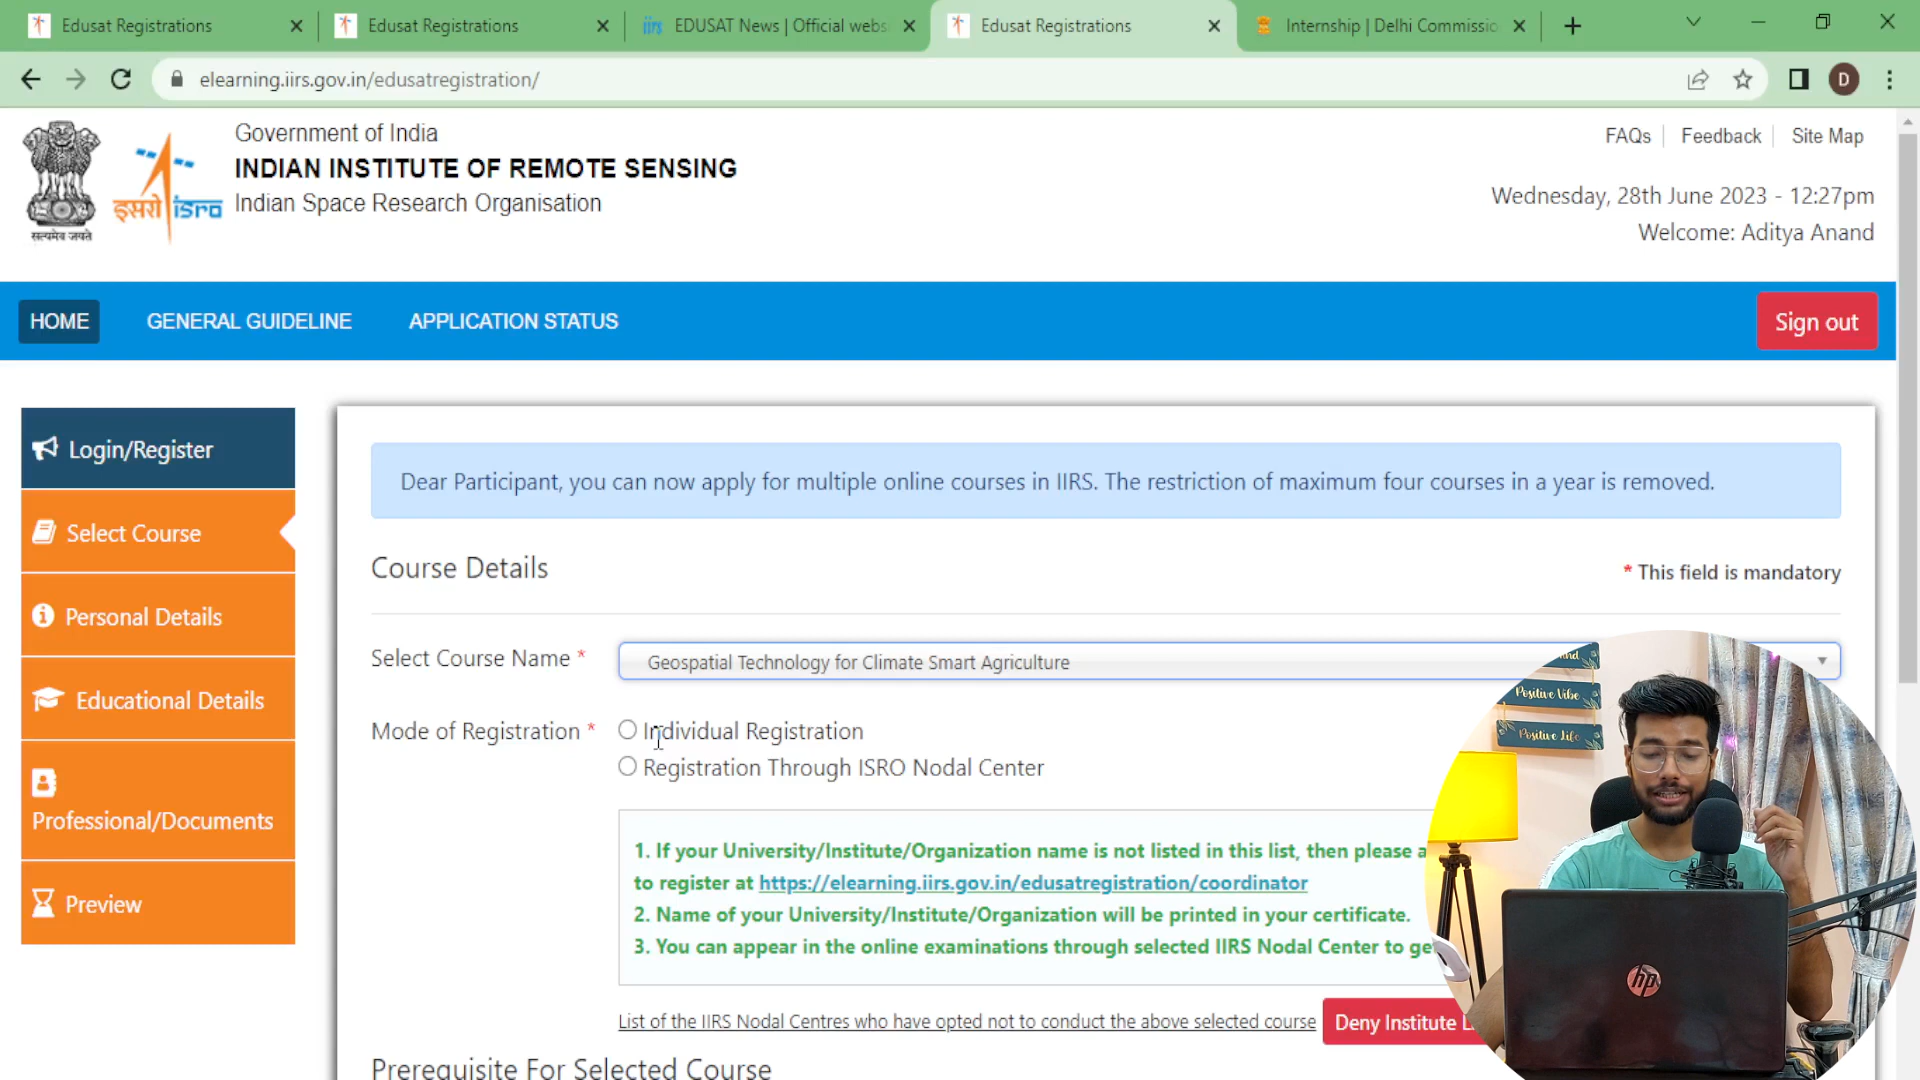 Edusat Registrations
Edusat Registrations
iirs EDUSAT News | Official webs
Edusat Registrations
Internship | Delhi Commissio
elearning.iirs.gov.in/edusatregistration/
D
Government of India
INDIAN INSTITUTE OF REMOTE SENSING
Indian Space Research Organisation
सत्यमेव जयते
इसरो isro
FAQs
Feedback
Site Map
Wednesday, 28th June 2023 - 12:27pm
Welcome: Aditya Anand
HOME
GENERAL GUIDELINE
APPLICATION STATUS
Sign out
Login/Register
Select Course
Personal Details
Educational Details
Professional/Documents
Preview
Dear Participant, you can now apply for multiple online courses in IIRS. The restriction of maximum four courses in a year is removed.
Course Details
* This field is mandatory
Select Course Name *
Geospatial Technology for Climate Smart Agriculture
Mode of Registration *
Individual Registration
Registration Through ISRO Nodal Center
1. If your University/Institute/Organization name is not listed in this list, then please a
to register at https://elearning.iirs.gov.in/edusatregistration/coordinator
2. Name of your University/Institute/Organization will be printed in your certificate.
3. You can appear in the online examinations through selected IIRS Nodal Center to ge
List of the IIRS Nodal Centres who have opted not to conduct the above selected course
Deny Institute L
Prerequisite For Selected Course
Positive Vibe
Positive Life
hp